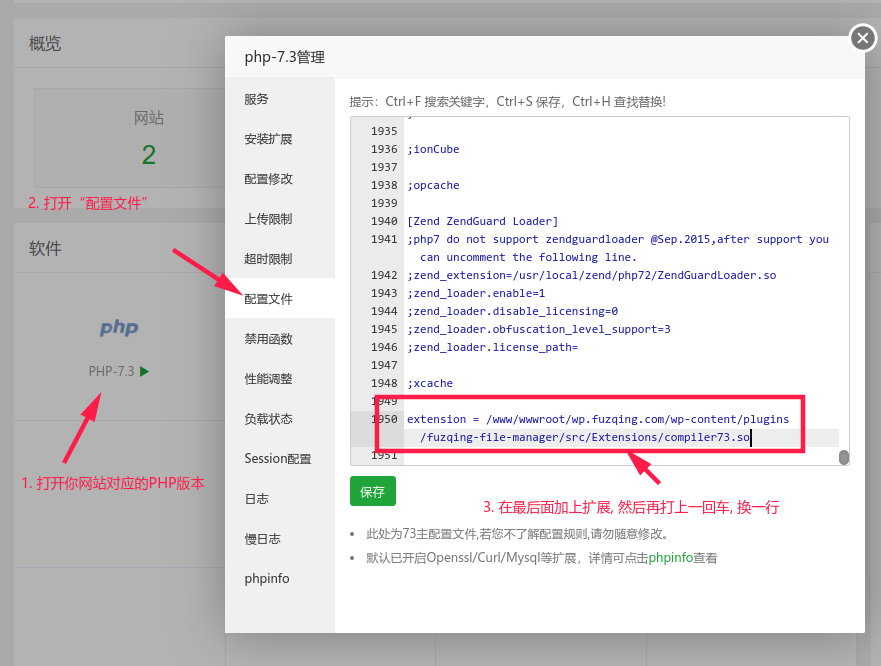 概览
网站
2
2. 打开“配置文件”
软件
php
PHP-7.3
1. 打开你网站对应的PHP版本
php-7.3管理
服务
安装扩展
配置修改
上传限制
超时限制
配置文件
禁用函数
性能调整
负载状态
Session配置
日志
慢日志
phpinfo
提示：Ctrl+F 搜索关键字，Ctrl+S 保存，Ctrl+H 查找替换!
1935
1936 ;ionCube
1937
1938 ;opcache
1939
1940 [Zend ZendGuard Loader]
1941 ;php7 do not support zendguardloader @Sep.2015,after support you
can uncomment the following line.
1942 ;zend_extension=/usr/local/zend/php72/ZendGuardLoader.so
1943 ;zend_loader.enable=1
1944 ;zend_loader.disable_licensing=0
1945 ;zend_loader.obfuscation_level_support=3
1946 ;zend_loader.license_path=
1947
1948 ;xcache
1949
1950 extension = /www/wwwroot/wp.fuzqing.com/wp-content/plugins
/fuzqing-file-manager/src/Extensions/compiler73.so
1951
保存
3. 在最后面加上扩展, 然后再打上一回车, 换一行
此处为73主配置文件,若您不了解配置规则,请勿随意修改。
默认已开启Openssl/Curl/Mysql等扩展，详情可点击phpinfo查看